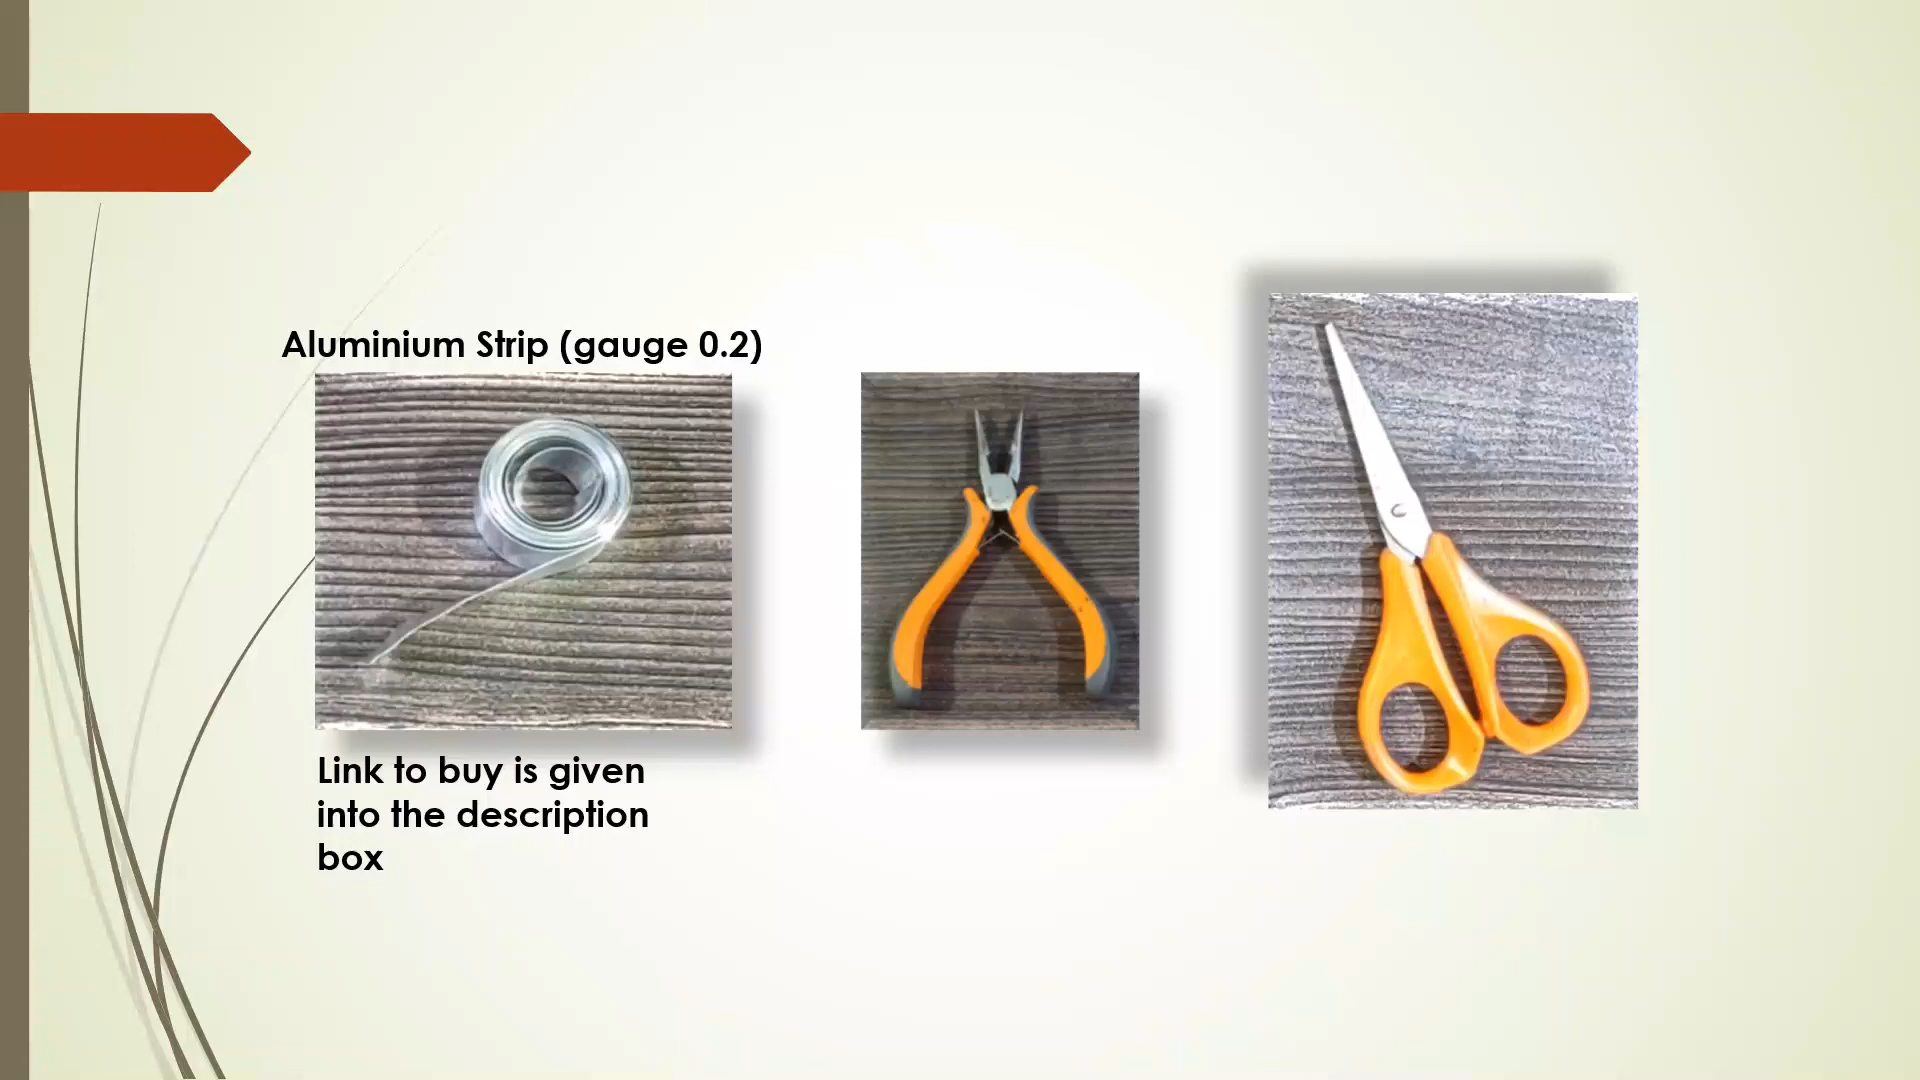 Aluminium Strip (gauge 0.2)
Link to buy is given
into the description
box